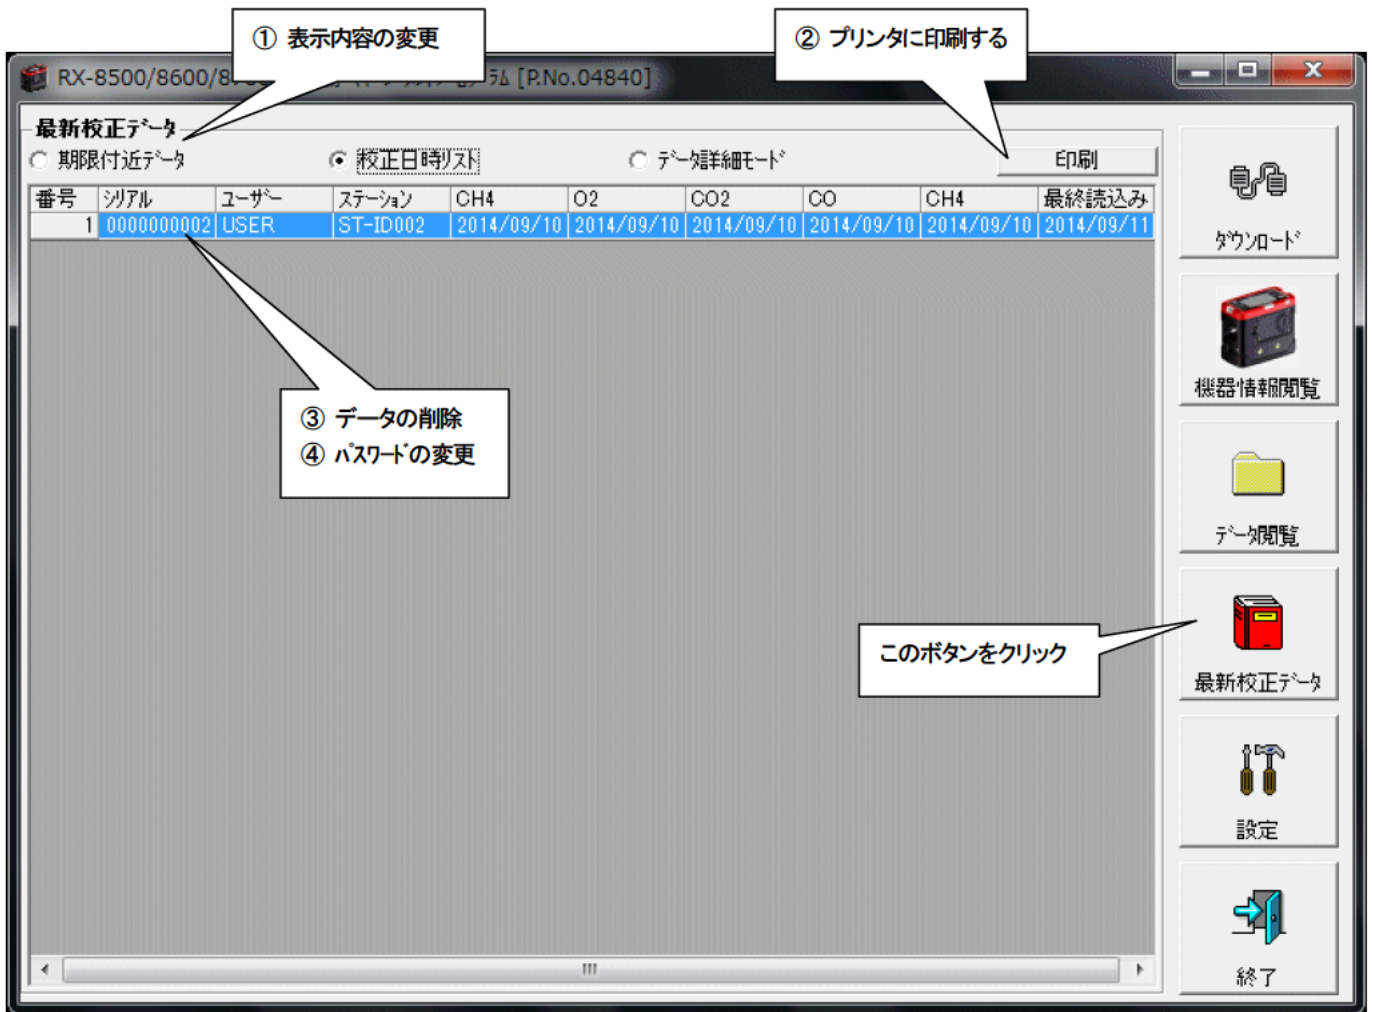 ① 表示内容の変更
② プリンタに印刷する
RX-8500/8600/ [P.No.04840]
最新校正ﾃﾞｰﾀ
期限付近ﾃﾞｰﾀ 校正日時ﾘｽﾄ ﾃﾞｰﾀ詳細ﾓｰﾄﾞ 印刷
番号 ｼﾘｱﾙ ﾕｰｻﾞｰ ｽﾃｰｼｮﾝ CH4 O2 CO2 CO CH4 最終読込み
1 0000000002 USER ST-ID002 2014/09/10 2014/09/10 2014/09/10 2014/09/10 2014/09/10 2014/09/11
③ データの削除
④ ﾊﾟｽﾜｰﾄﾞの変更
このボタンをクリック
ﾀﾞｳﾝﾛｰﾄﾞ
機器情報閲覧
ﾃﾞｰﾀ閲覧
最新校正ﾃﾞｰﾀ
設定
終了